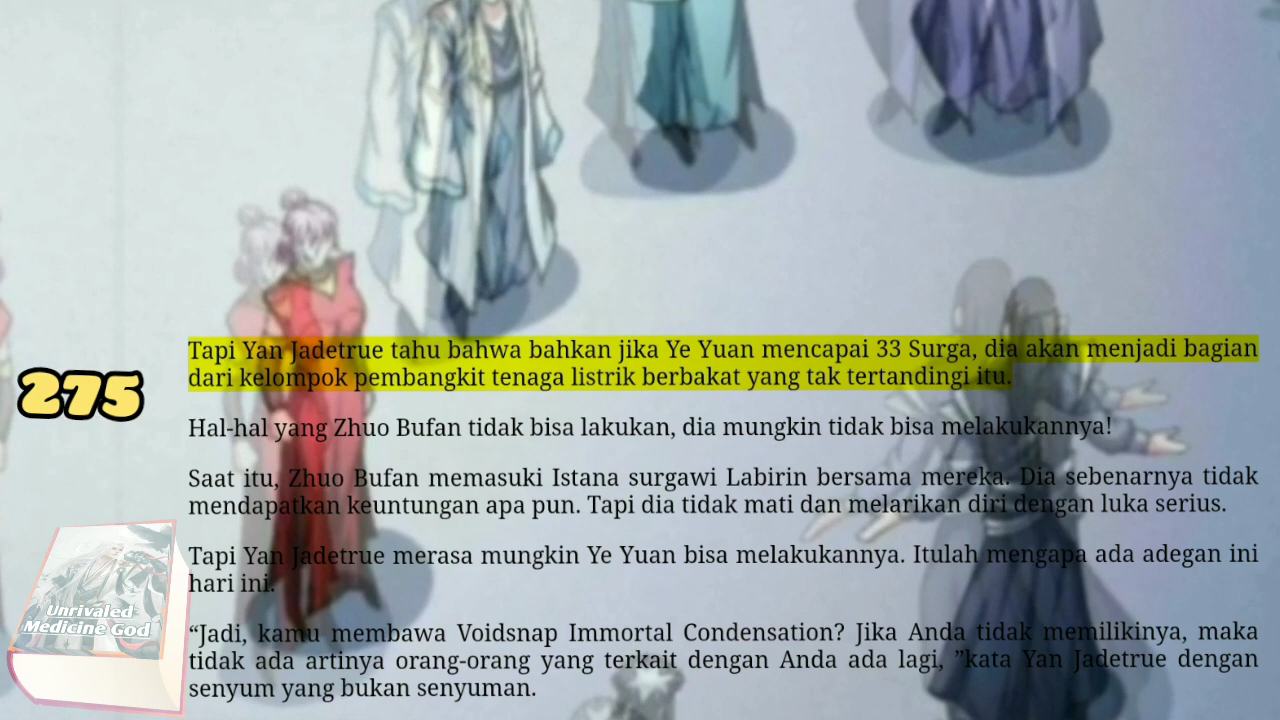 Tapi Yan Jadetrue tahu bahwa bahkan jika Ye Yuan mencapai 33 Surga, dia akan menjadi bagian
dari kelompok pembangkit tenaga listrik berbakat yang tak tertandingi itu.
275
Hal-hal yang Zhuo Bufan tidak bisa lakukan, dia mungkin tidak bisa melakukannya!
Saat itu, Zhuo Bufan memasuki Istana surgawi Labirin bersama mereka. Dia sebenarnya tidak
mendapatkan keuntungan apa pun. Tapi dia tidak mati dan melarikan diri dengan luka serius.
Tapi Yan Jadetrue merasa mungkin Ye Yuan bisa melakukannya. Itulah mengapa ada adegan ini
hari ini.
Unrivaled
Medicine God
“Jadi, kamu membawa Voidsnap Immortal Condensation? Jika Anda tidak memilikinya, maka
tidak ada artinya orang-orang yang terkait dengan Anda ada lagi, ”kata Yan Jadetrue dengan
senyum yang bukan senyuman.